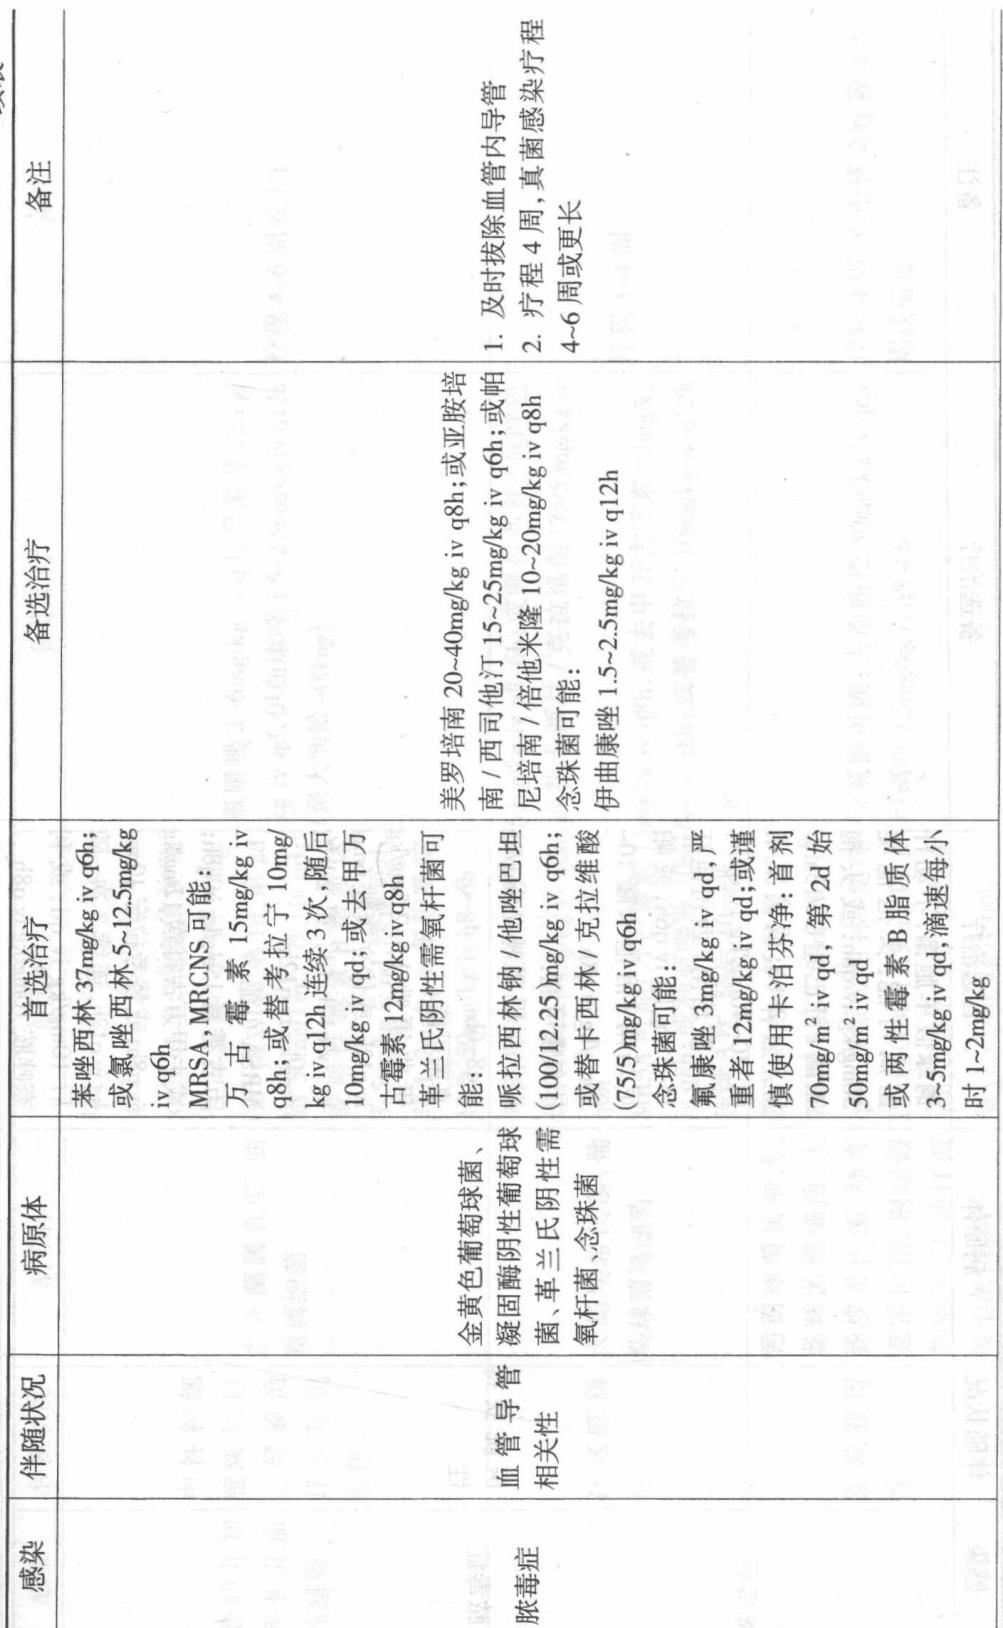 续表
感染
伴随状况
病原体
首选治疗
备选治疗
备注
脓毒症
血管导管
相关性
金黄色葡萄球菌、
凝固酶阴性葡萄球
菌、革兰氏阴性需
氧杆菌、念珠菌
苯唑西林 37mg/kg iv q6h;
或氯唑西林 5~12.5mg/kg
iv q6h
MRSA、MRCNS 可能:
万古霉素 15mg/kg iv
q8h;或替考拉宁 10mg/
kg iv q12h 连续 3 次,随后
10mg/kg iv qd;或去甲万
古霉素 12mg/kg iv q8h
革兰氏阴性需氧杆菌可
能:
哌拉西林钠/他唑巴坦
(100/12.25)mg/kg iv q6h;
或替卡西林/克拉维酸
(75/5)mg/kg iv q6h
念珠菌可能:
氟康唑 3mg/kg iv qd,严
重者 12mg/kg iv qd;或谨
慎使用卡泊芬净:首剂
70mg/m² iv qd, 第 2d 始
50mg/m² iv qd
或两性霉素 B 脂质体
3~5mg/kg iv qd,滴速每小
时 1~2mg/kg
美罗培南 20~40mg/kg iv q8h;或亚胺培
南/西司他汀 15~25mg/kg iv q6h;或帕
尼培南/倍他米隆 10~20mg/kg iv q8h
念珠菌可能:
伊曲康唑 1.5~2.5mg/kg iv q12h
1. 及时拔除血管内导管
2. 疗程 4 周,真菌感染疗程
4~6 周或更长